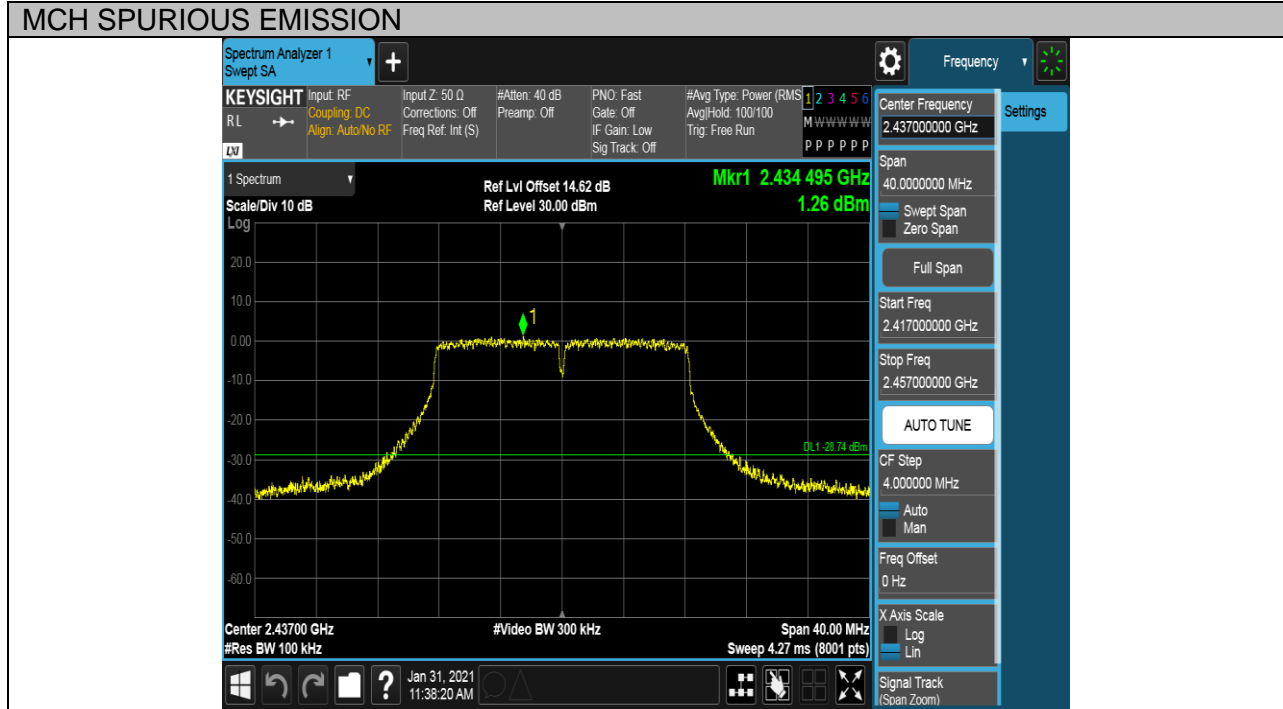 MCH SPURIOUS EMISSION
Spectrum Analyzer 1
Swept SA
Frequency
KEYSIGHT
RL
LXI
Input: RF
Coupling: DC
Align: Auto/No RF
Input Z: 50 Ω
Corrections: Off
Freq Ref: Int (S)
#Atten: 40 dB
Preamp: Off
PNO: Fast
Gate: Off
IF Gain: Low
Sig Track: Off
#Avg Type: Power (RMS
Avg|Hold: 100/100
Trig: Free Run
1 2 3 4 5 6
M W W W W W
P P P P P P
1 Spectrum
Scale/Div 10 dB
Log
Ref Lvl Offset 14.62 dB
Ref Level 30.00 dBm
Mkr1 2.434 495 GHz
1.26 dBm
20.0
10.0
1
0.00
-10.0
-20.0
DL1 -28.74 dBm
-30.0
-40.0
-50.0
-60.0
Center 2.43700 GHz
#Res BW 100 kHz
#Video BW 300 kHz
Span 40.00 MHz
Sweep 4.27 ms (8001 pts)
?
Jan 31, 2021
11:38:20 AM
Center Frequency
2.437000000 GHz
Settings
Span
40.0000000 MHz
Swept Span
Zero Span
Full Span
Start Freq
2.417000000 GHz
Stop Freq
2.457000000 GHz
AUTO TUNE
CF Step
4.000000 MHz
Auto
Man
Freq Offset
0 Hz
X Axis Scale
Log
Lin
Signal Track
(Span Zoom)